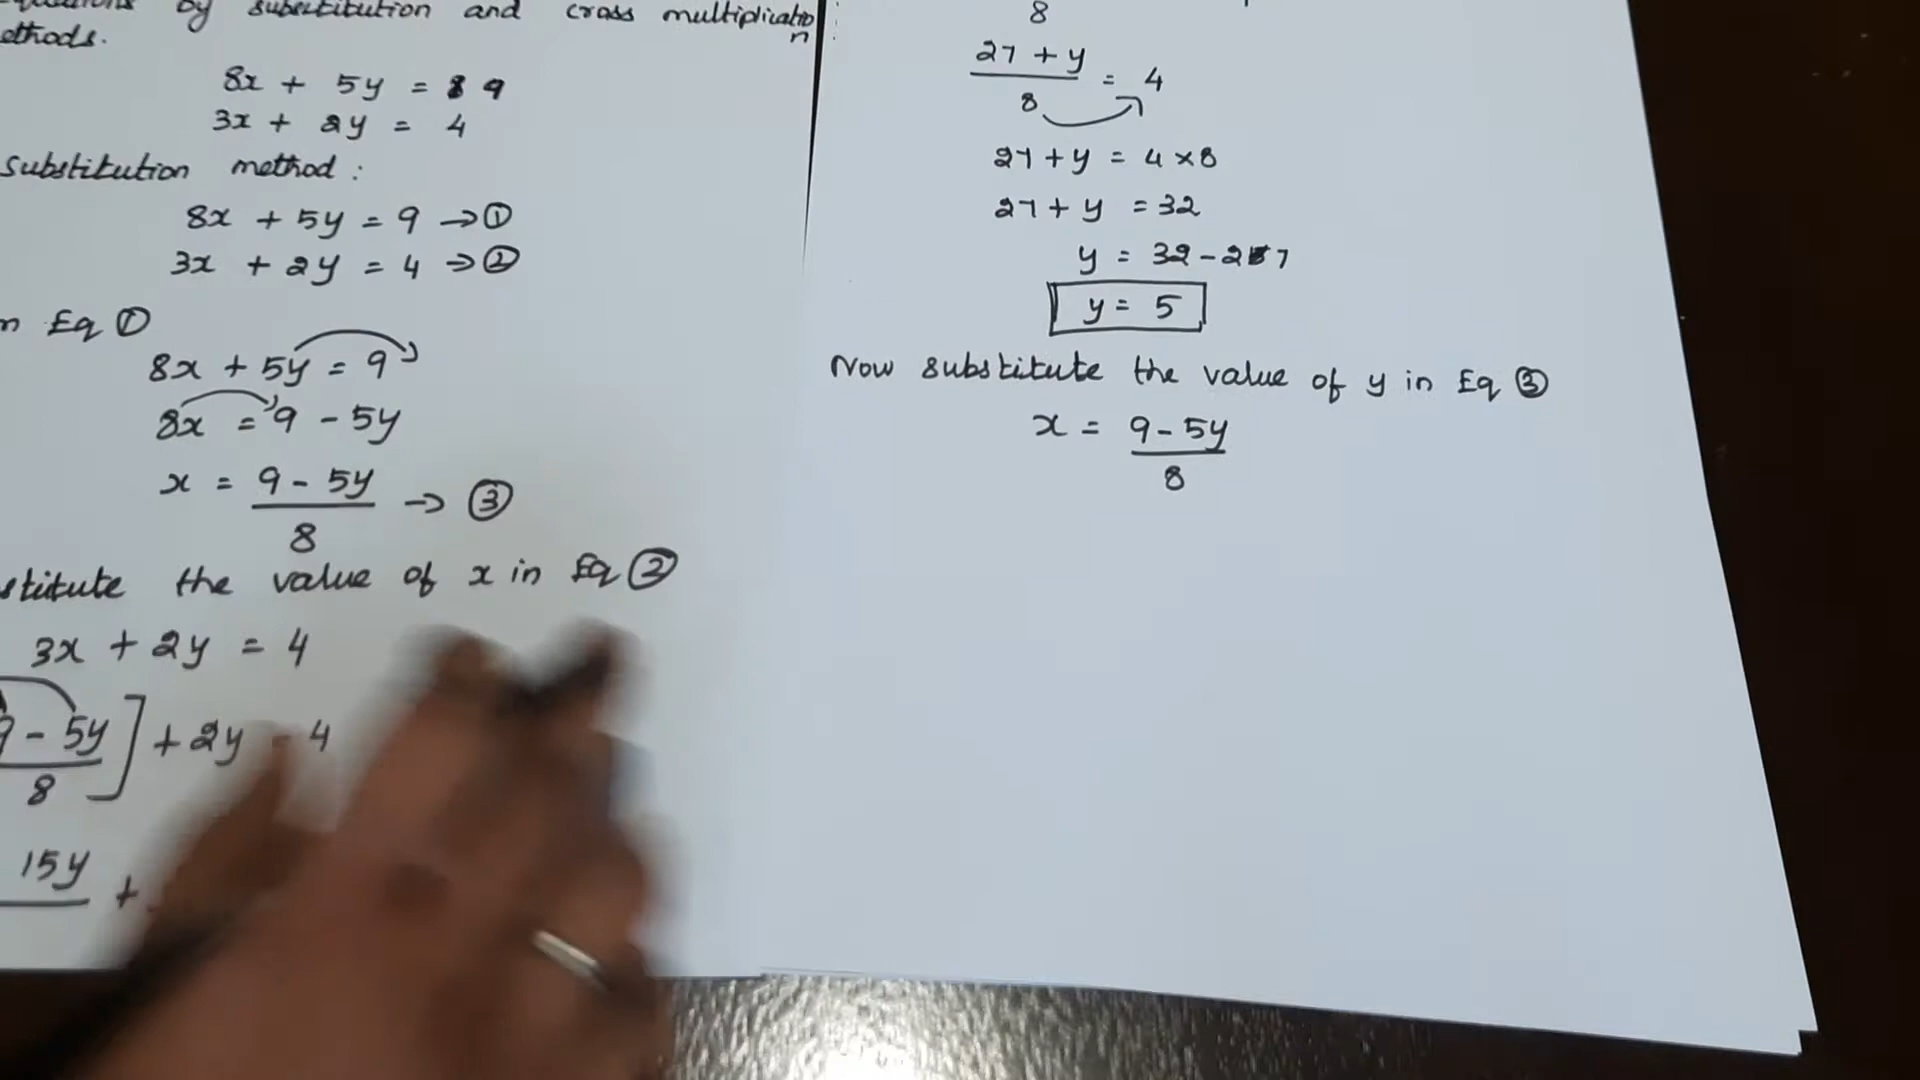 by substitution and cross multiplication
ethods.
8x + 5y = 9
3x + 2y = 4
substitution method :
8x + 5y = 9 → ①
3x + 2y = 4 → ②
Eq ①
8x + 5y = 9
8x = 9 - 5y
x = 9 - 5y
8
→ ③
stitute the value of x in Eq ②
3x + 2y = 4
9 - 5y ] + 2y = 4
8
15y +
8
27 + y = 4
8
27 + y = 4 × 8
27 + y = 32
y = 32 - 27
y = 5
Now substitute the value of y in Eq ③
x = 9 - 5y
8